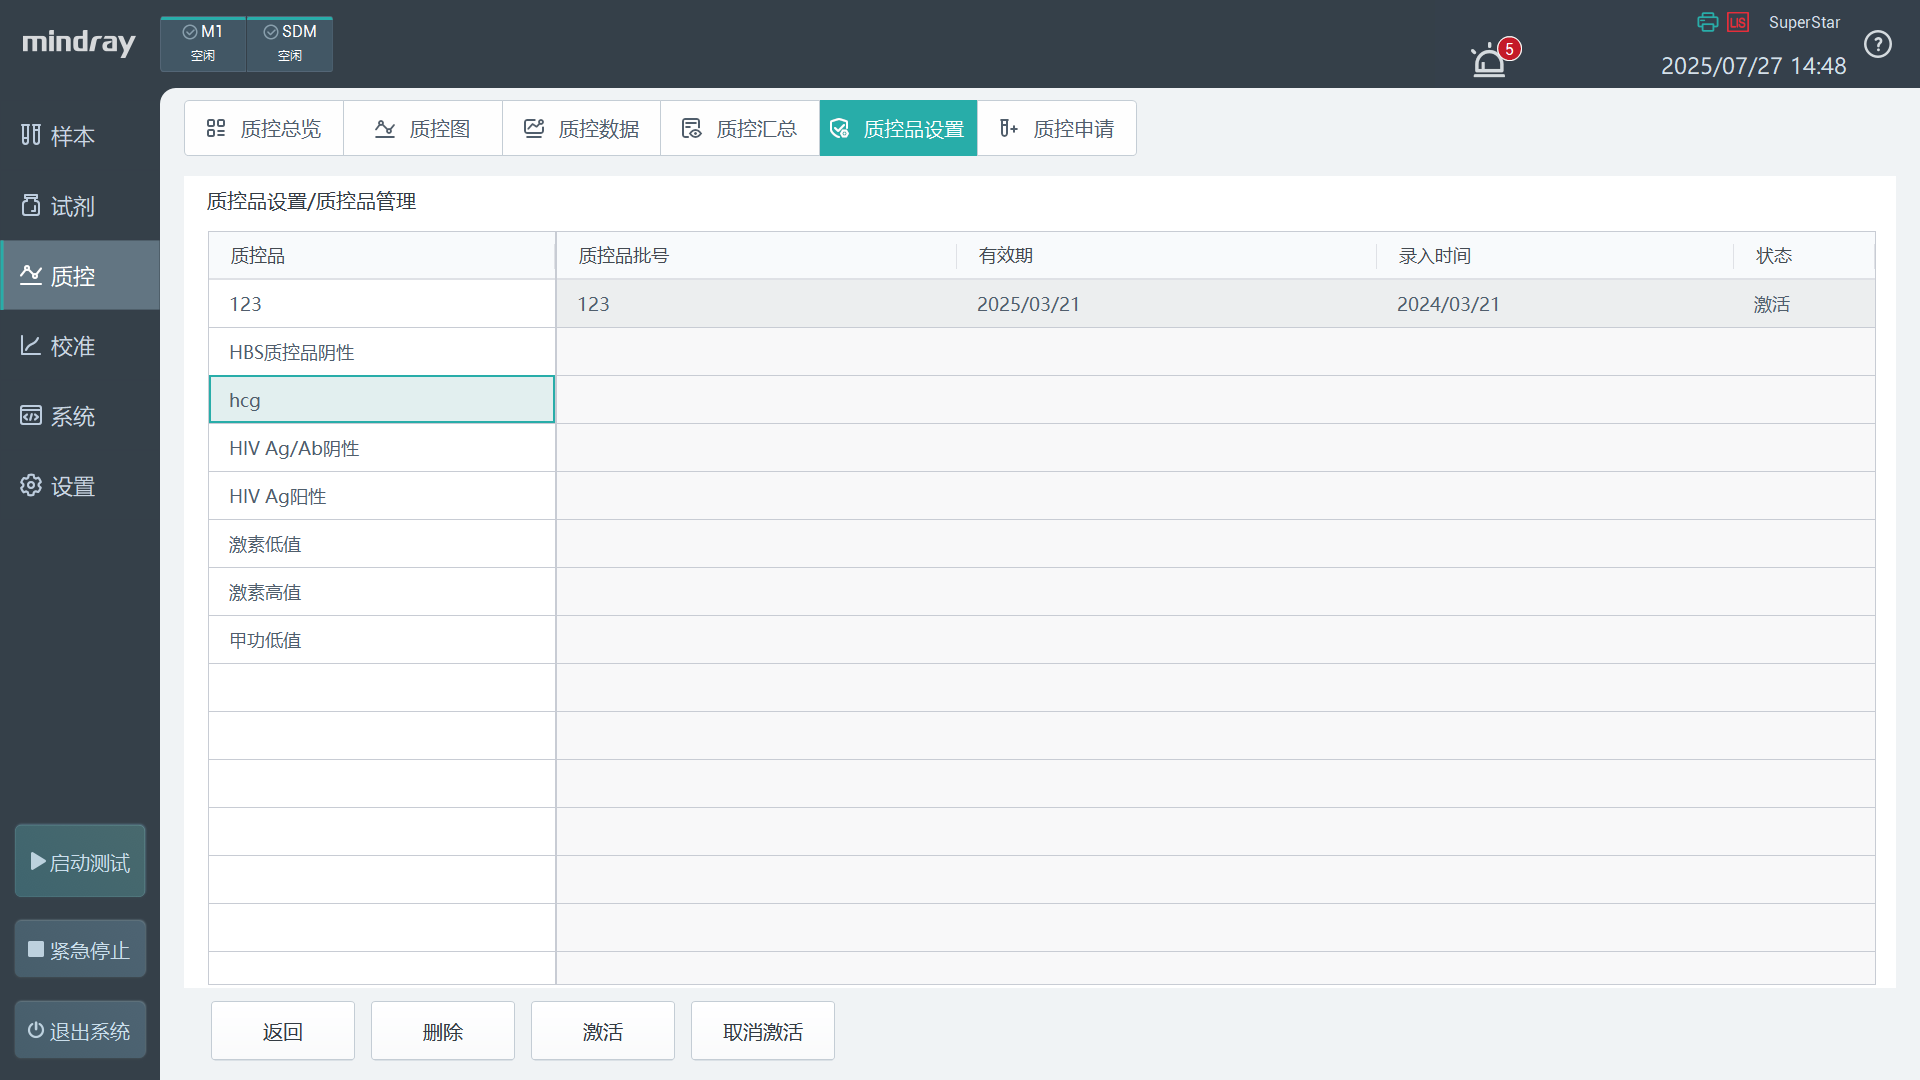 mindray
M1
空闲
SDM
空闲
5
LIS
SuperStar
2025/07/27 14:48
?
样本
试剂
质控
校准
系统
设置
启动测试
紧急停止
退出系统
质控总览
质控图
质控数据
质控汇总
质控品设置
质控申请
质控品设置/质控品管理
质控品 质控品批号 有效期 录入时间 状态
123 123 2025/03/21 2024/03/21 激活
HBS质控品阴性
hcg
HIV Ag/Ab阴性
HIV Ag阳性
激素低值
激素高值
甲功低值
返回
删除
激活
取消激活